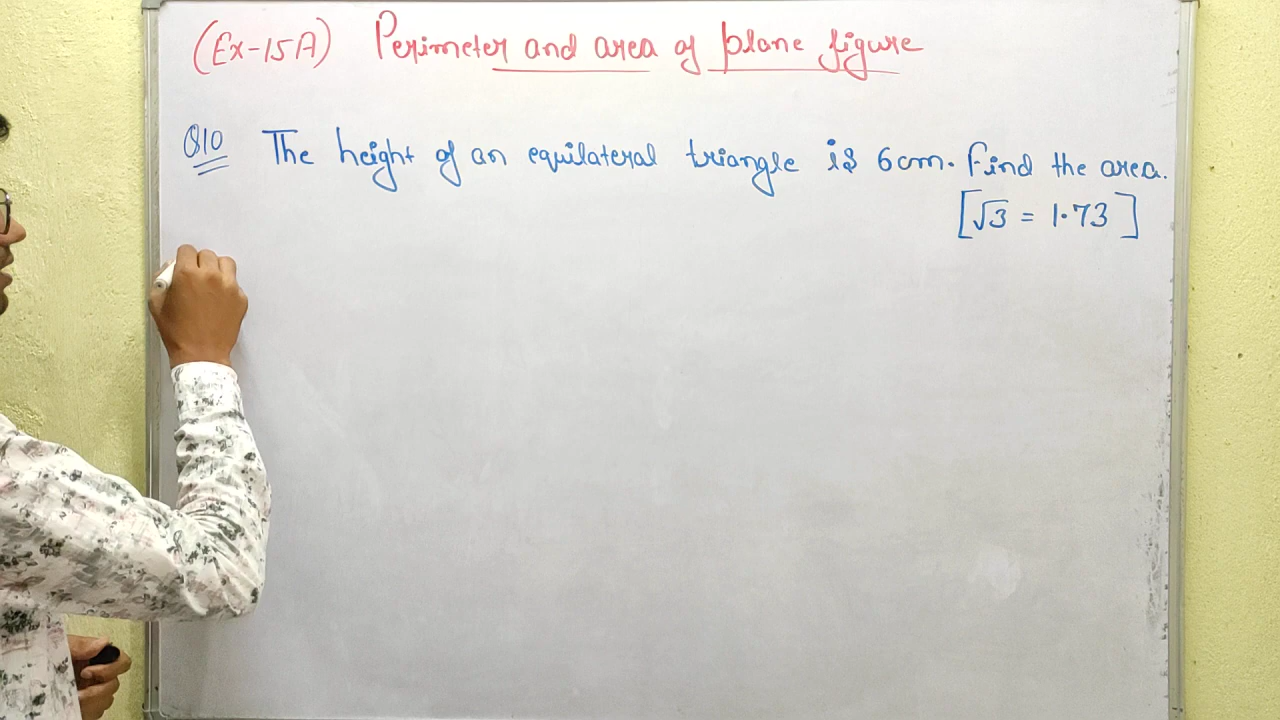 (Ex-15A) Perimeter and area of plane figure
Q10 The height of an equilateral triangle is 6cm. Find the area.
[√3 = 1.73]